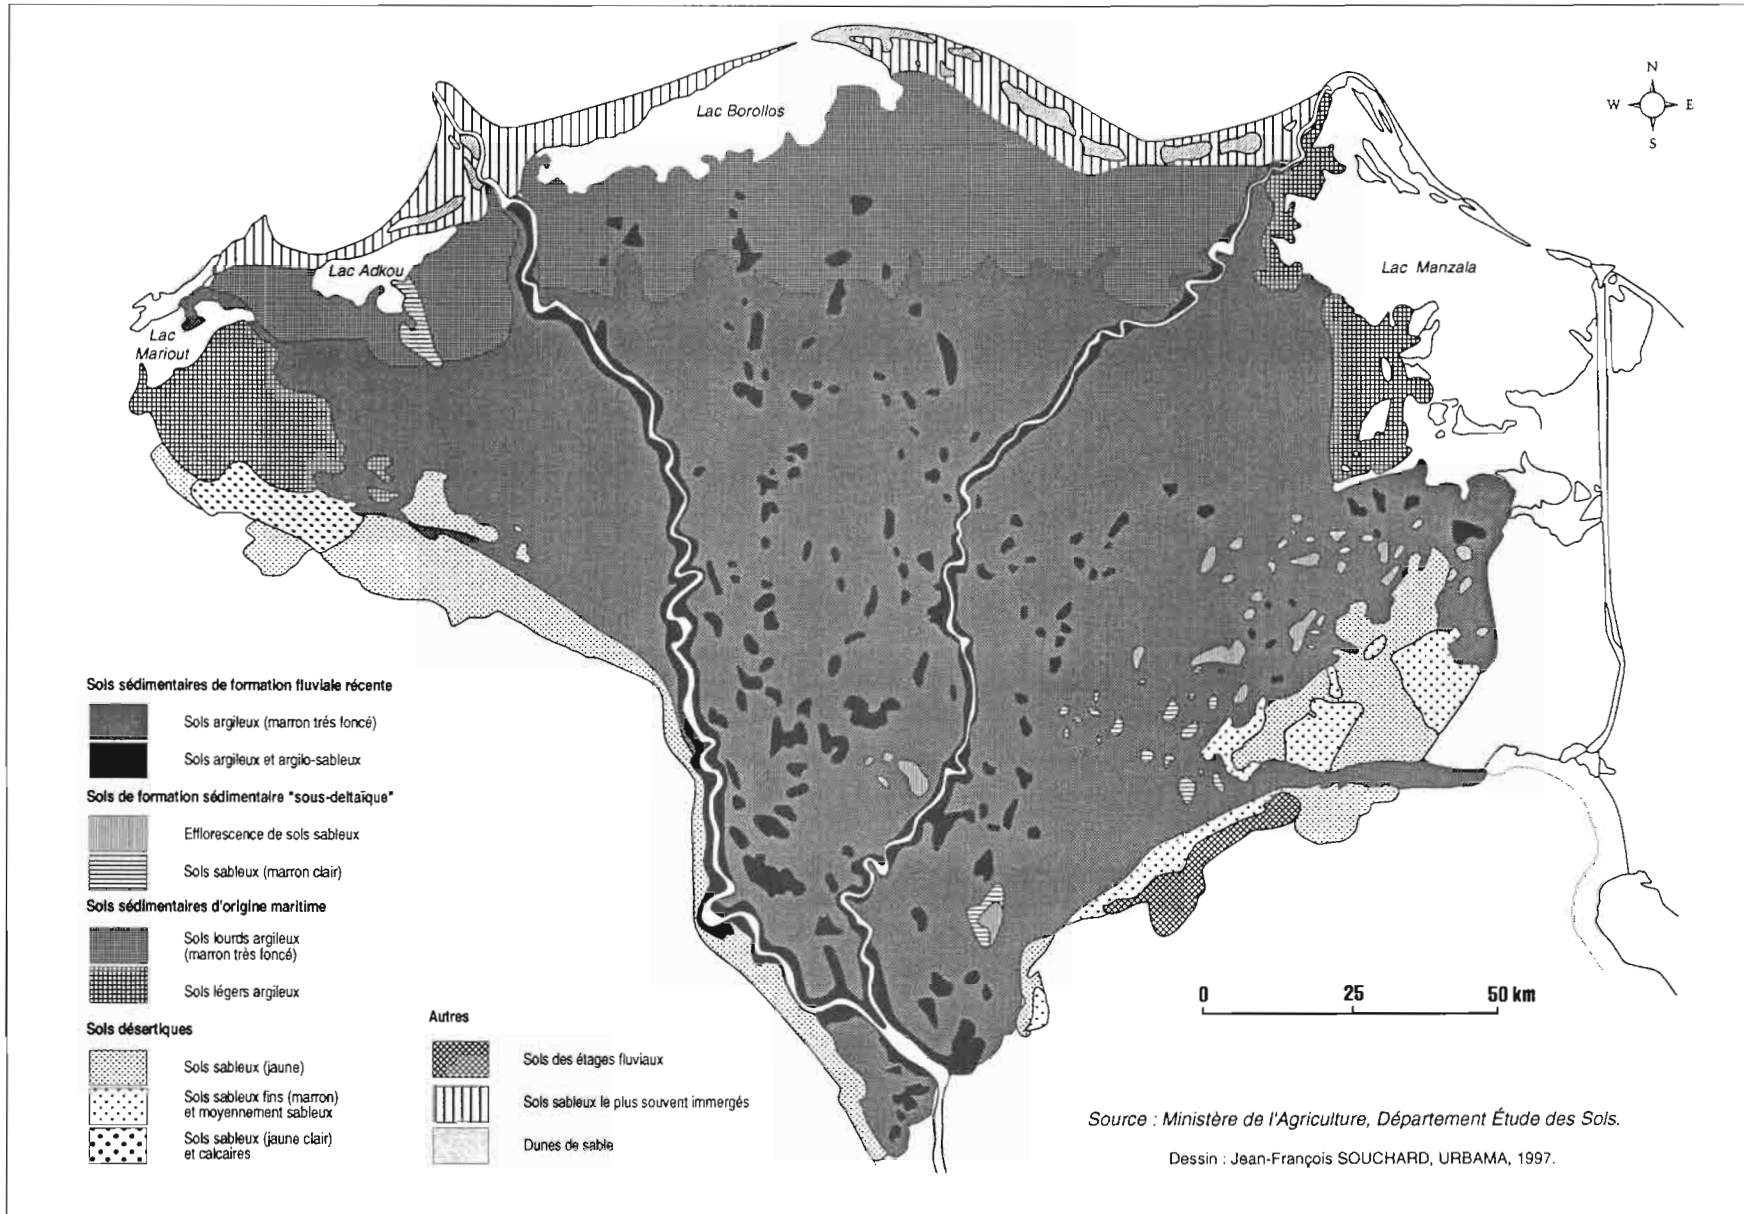 N
W E
S
Lac Borollos
Lac Adkou
Lac Manzala
Lac
Mariout
Sols sédimentaires de formation fluviale récente
Sols argileux (marron trés foncé)
Sols argileux et argilo-sableux
Sols de formation sédimentaire "sous-deltaïque"
Efflorescence de sols sableux
Sols sableux (marron clair)
Sols sédimentaires d'origine maritime
Sols lourds argileux
(marron très foncé)
Sols légers argileux
Sols désertiques
Sols sableux (jaune)
Sols sableux fins (marron)
et moyennement sableux
Sols sableux (jaune clair)
et calcaires
Autres
Sols des étages fluviaux
Sols sableux le plus souvent immergés
Dunes de sable
0 25 50 km
Source : Ministère de l'Agriculture, Département Étude des Sols.
Dessin : Jean-François SOUCHARD, URBAMA, 1997.